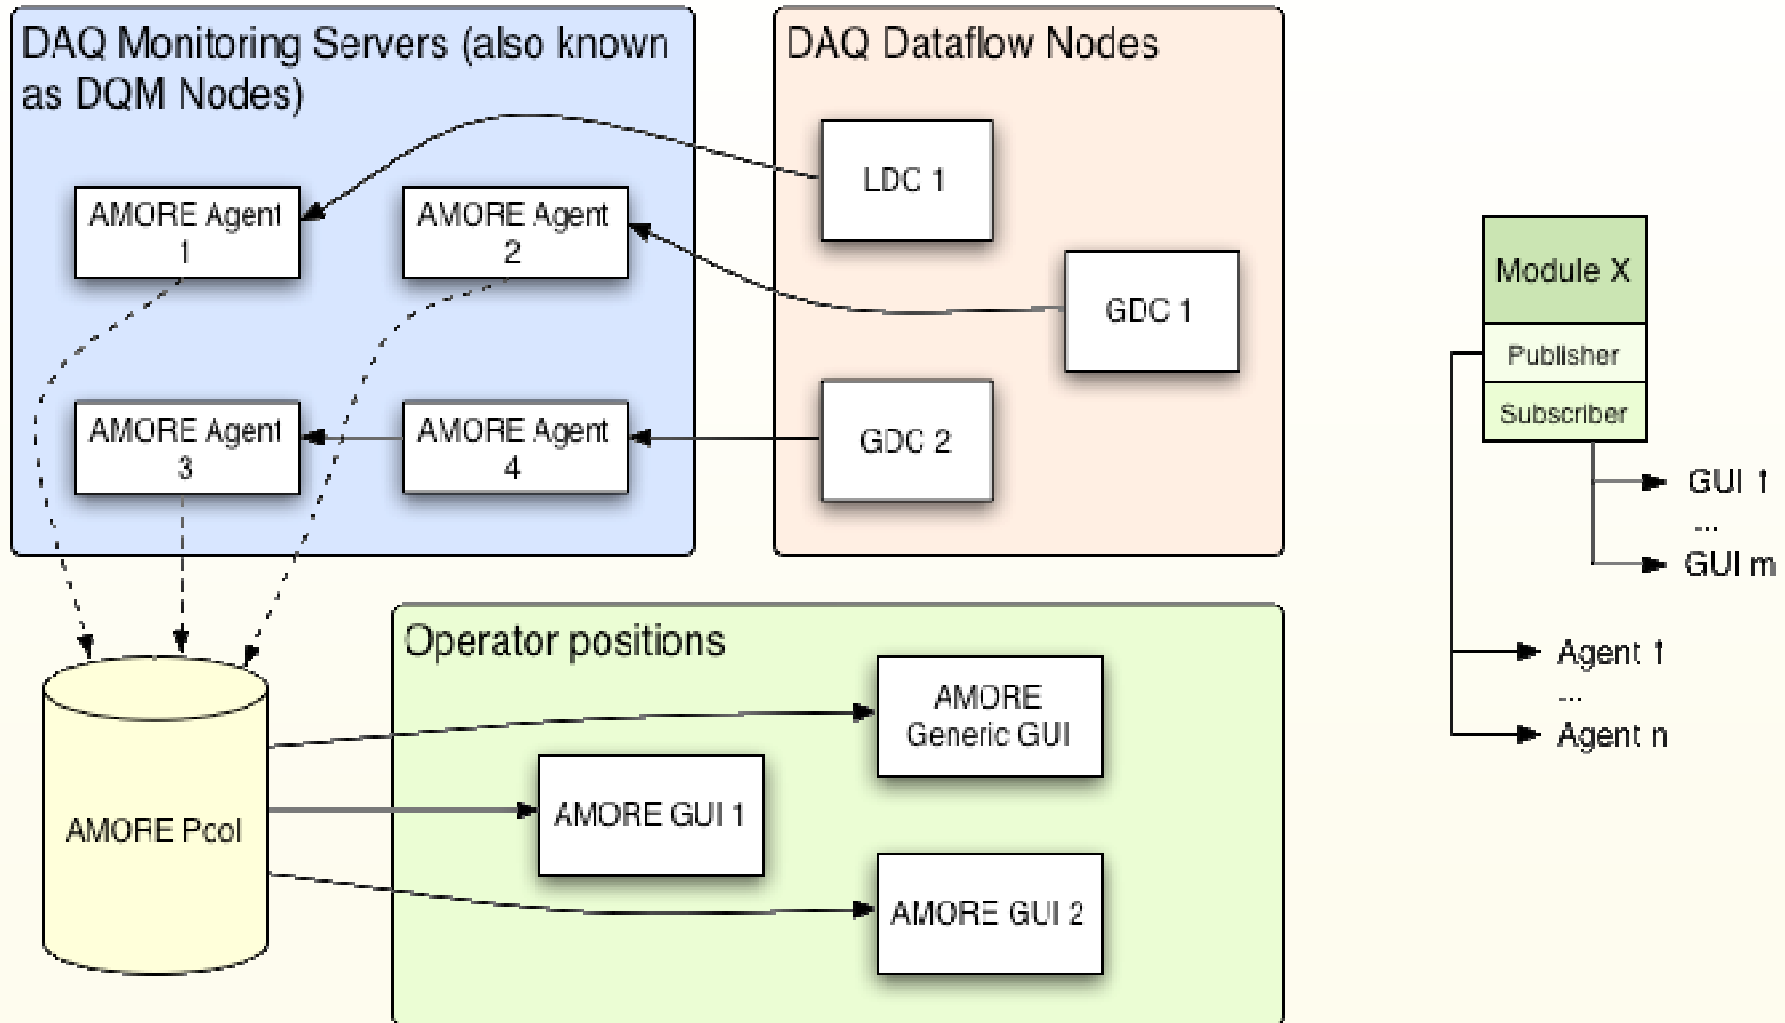 DAQ Monitoring Servers (also known
as DQM Nodes)
DAQ Dataflow Nodes
LDC 1
AMORE Agent
1
AMORE Agent
2
GDC 1
Module X
Publisher
Subscriber
AMORE Agent
3
AMORE Agent
4
GDC 2
GUI 1
...
GUI m
Operator positions
Agent 1
...
Agent n
AMORE
Generic GUI
AMORE GUI 1
AMORE Pool
AMORE GUI 2